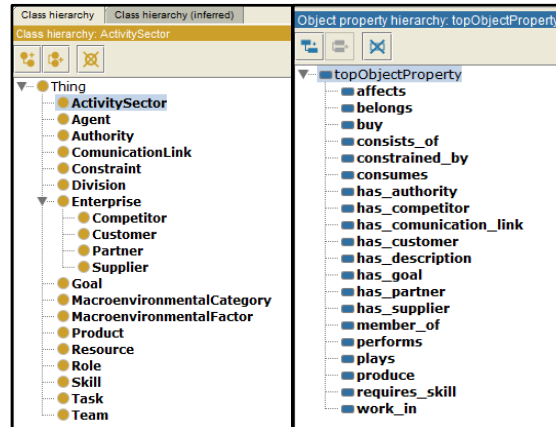 Class hierarchy
Class hierarchy (inferred)
Class hierarchy: ActivitySector
Thing
ActivitySector
Agent
Authority
ComunicationLink
Constraint
Division
Enterprise
Competitor
Customer
Partner
Supplier
Goal
MacroenvironmentalCategory
MacroenvironmentalFactor
Product
Resource
Role
Skill
Task
Team
Object property hierarchy: topObjectProperty
topObjectProperty
affects
belongs
buy
consists_of
constrained_by
consumes
has_authority
has_competitor
has_comunication_link
has_customer
has_description
has_goal
has_partner
has_supplier
member_of
performs
plays
produce
requires_skill
work_in